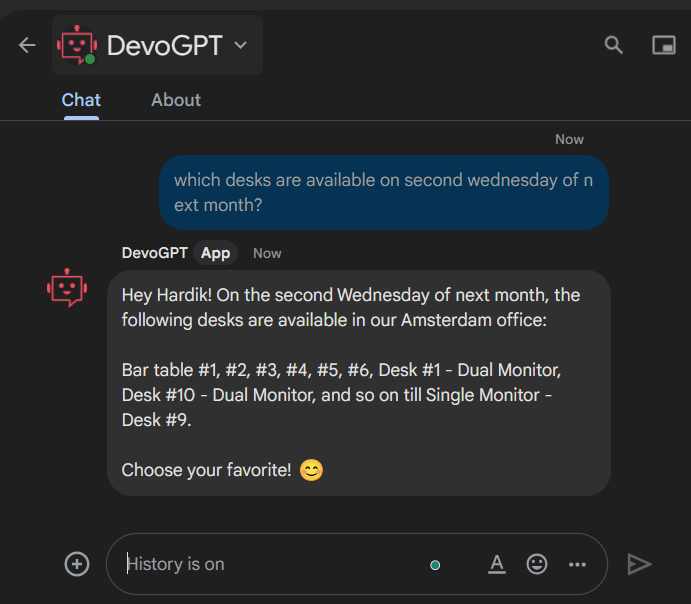 DevoGPT
Chat About
Now
which desks are available on second wednesday of n
ext month?
DevoGPT App Now
Hey Hardik! On the second Wednesday of next month, the
following desks are available in our Amsterdam office:
Bar table #1, #2, #3, #4, #5, #6, Desk #1 - Dual Monitor,
Desk #10 - Dual Monitor, and so on till Single Monitor -
Desk #9.
Choose your favorite! 😊
History is on